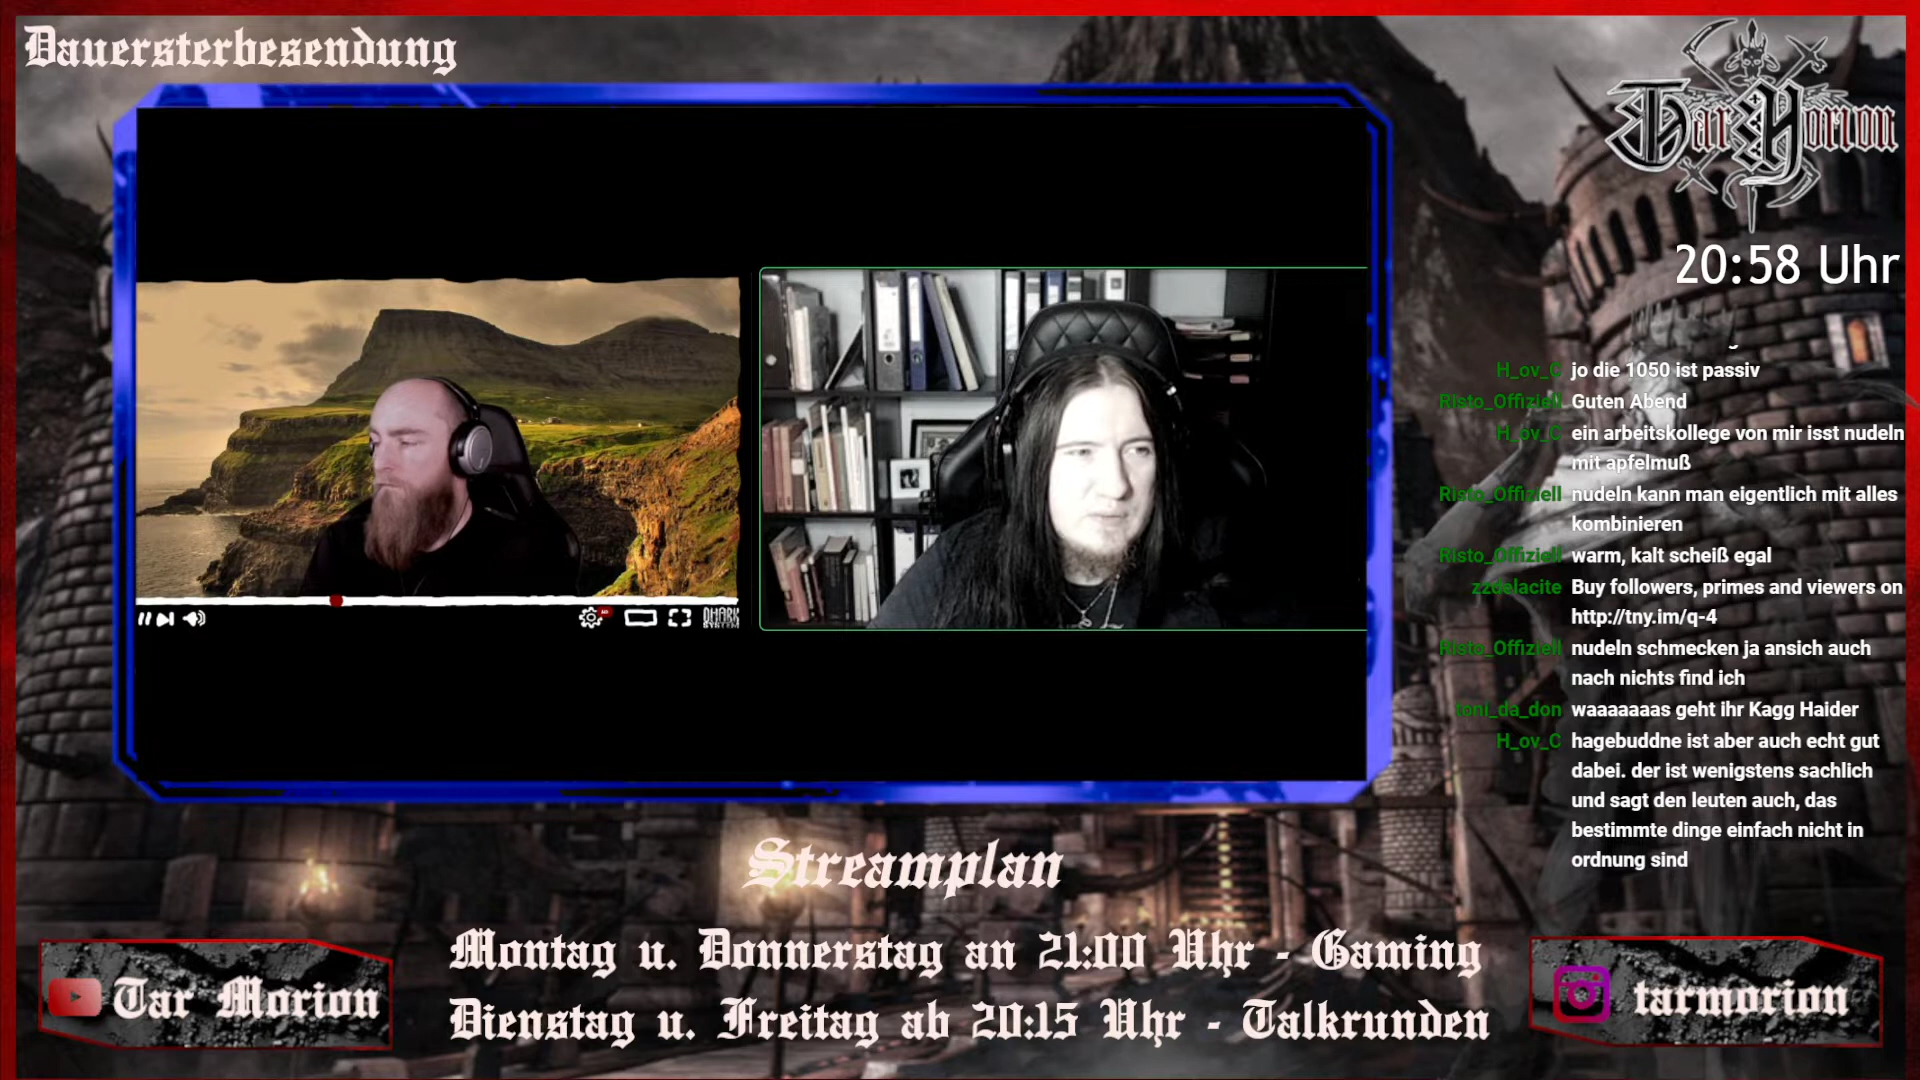 Dauersterbesendung
Tar Morion
20:58 Uhr
H_ov_C jo die 1050 ist passiv
Risto_Offiziell Guten Abend
H_ov_C ein arbeitskollege von mir isst nudeln
mit apfelmuß
Risto_Offiziell nudeln kann man eigentlich mit alles
kombinieren
Risto_Offiziell warm, kalt scheiß egal
zzdelacite Buy followers, primes and viewers on
http://tny.im/q-4
Risto_Offiziell nudeln schmecken ja ansich auch
nach nichts find ich
toni_da_don waaaaaaas geht ihr Kagg Haider
H_ov_C hagebuddne ist aber auch echt gut
dabei. der ist wenigstens sachlich
und sagt den leuten auch, das
bestimmte dinge einfach nicht in
ordnung sind
HD
DHARK
SYSTEM
Streamplan
Montag u. Donnerstag an 21:00 Uhr - Gaming
Dienstag u. Freitag ab 20:15 Uhr - Talkrunden
Tar Morion
tarmorion